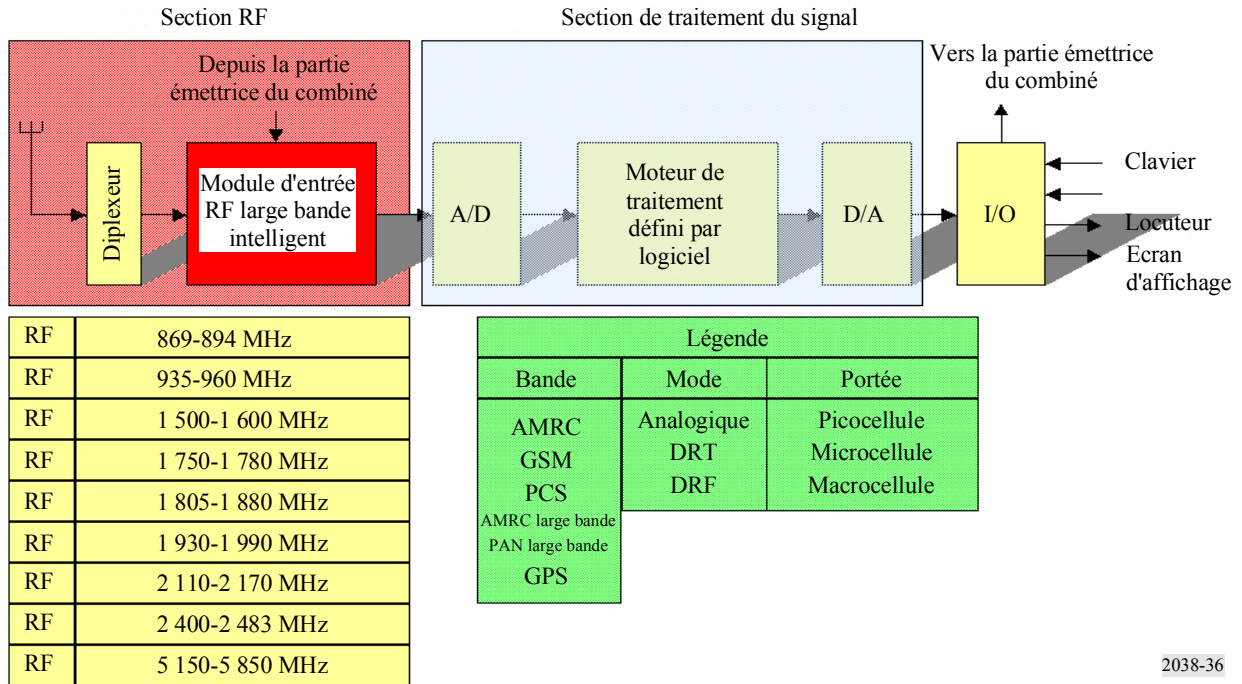 Section RF
Section de traitement du signal
Depuis la partie
émettrice du combiné
Vers la partie émettrice
du combiné
Diplexeur
Module d'entrée
RF large bande
intelligent
A/D
Moteur de
traitement
défini par
logiciel
D/A
I/O
Clavier
Locuteur
Ecran
d'affichage
RF 869-894 MHz
RF 935-960 MHz
RF 1 500-1 600 MHz
RF 1 750-1 780 MHz
RF 1 805-1 880 MHz
RF 1 930-1 990 MHz
RF 2 110-2 170 MHz
RF 2 400-2 483 MHz
RF 5 150-5 850 MHz
Légende
Bande Mode Portée
AMRC Analogique Picocellule
GSM DRT Microcellule
PCS DRF Macrocellule
AMRC large bande
PAN large bande
GPS
2038-36